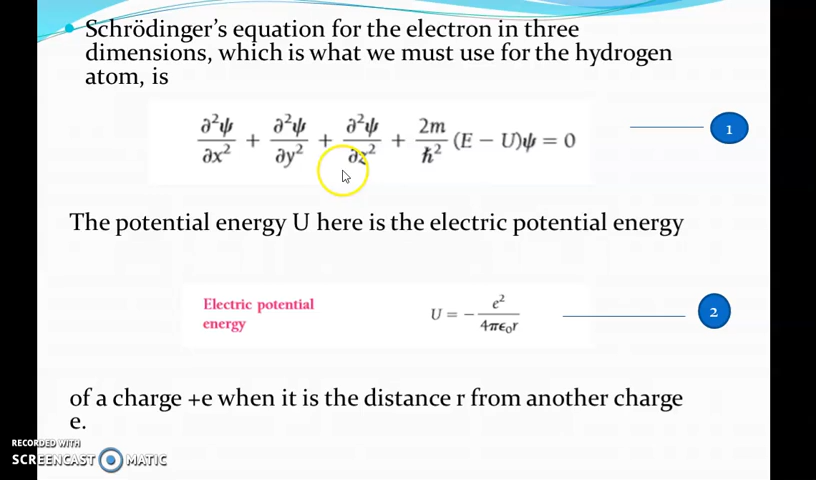 Schrödinger's equation for the electron in three
dimensions, which is what we must use for the hydrogen
atom, is
∂²ψ/∂x² + ∂²ψ/∂y² + ∂²ψ/∂z² + 2m/ℏ² (E − U)ψ = 0
1
The potential energy U here is the electric potential energy
Electric potential
energy
U = − e²/4πϵ₀r
2
of a charge +e when it is the distance r from another charge
e.
RECORDED WITH
SCREENCAST MATIC